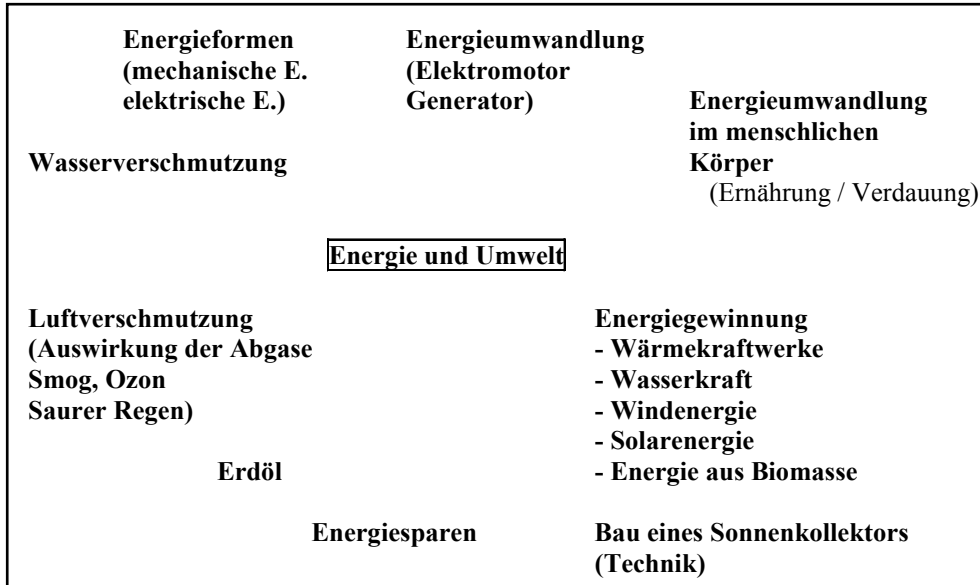 Energieformen
(mechanische E.
elektrische E.)
Energieumwandlung
(Elektromotor
Generator)
Energieumwandlung
im menschlichen
Körper
(Ernährung / Verdauung)
Wasserverschmutzung
Energie und Umwelt
Luftverschmutzung
(Auswirkung der Abgase
Smog, Ozon
Saurer Regen)
Energiegewinnung
- Wärmekraftwerke
- Wasserkraft
- Windenergie
- Solarenergie
- Energie aus Biomasse
Erdöl
Energiesparen
Bau eines Sonnenkollektors
(Technik)